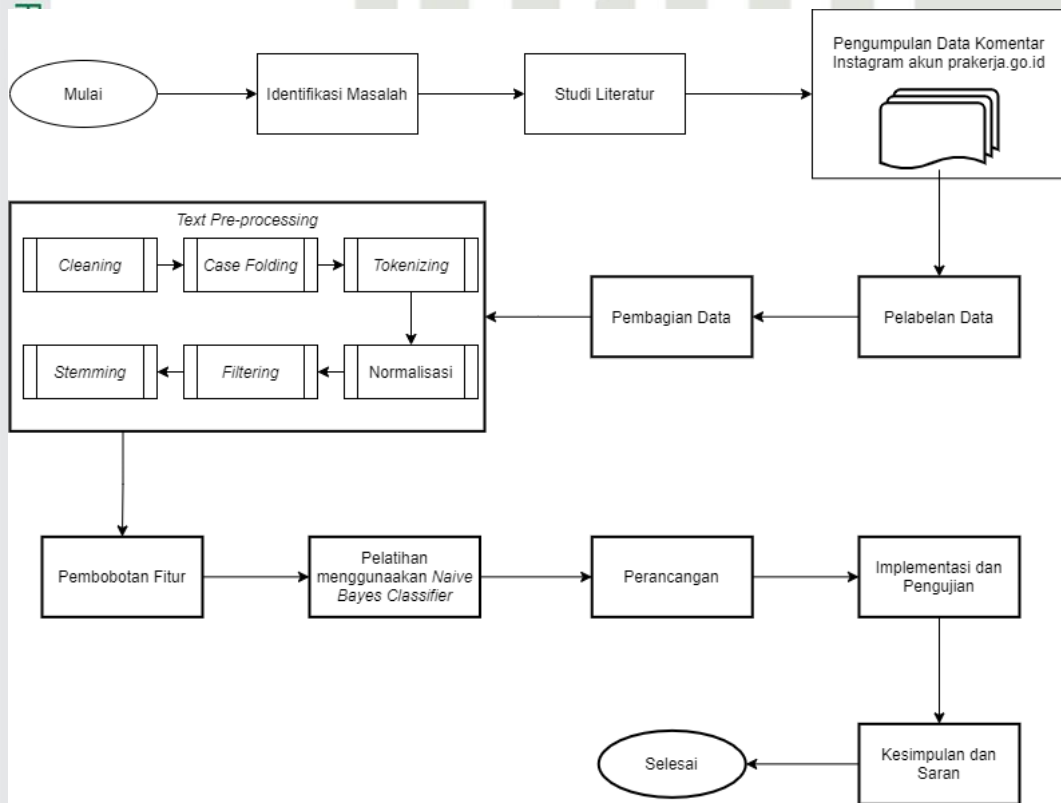 Mulai
Identifikasi Masalah
Studi Literatur
Pengumpulan Data Komentar
Instagram akun prakerja.go.id
Pelabelan Data
Pembagian Data
Text Pre-processing
Cleaning
Case Folding
Tokenizing
Normalisasi
Filtering
Stemming
Pembobotan Fitur
Pelatihan
menggunaakan Naive
Bayes Classifier
Perancangan
Implementasi dan
Pengujian
Kesimpulan dan
Saran
Selesai